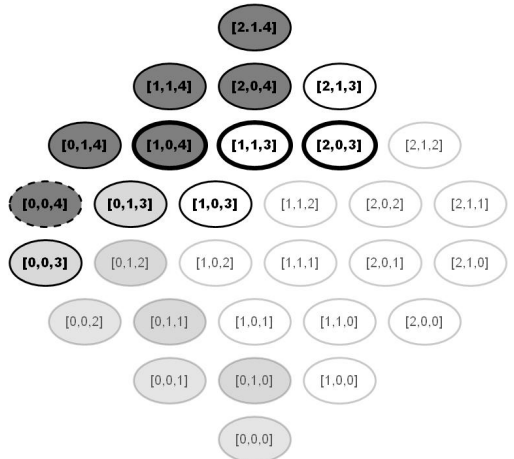 [2.1.4]
[1,1,4] [2,0,4] [2,1,3]
[0,1,4] [1,0,4] [1,1,3] [2,0,3] [2,1,2]
[0,0,4] [0,1,3] [1,0,3] [1,1,2] [2,0,2] [2,1,1]
[0,0,3] [0,1,2] [1,0,2] [1,1,1] [2,0,1] [2,1,0]
[0,0,2] [0,1,1] [1,0,1] [1,1,0] [2,0,0]
[0,0,1] [0,1,0] [1,0,0]
[0,0,0]